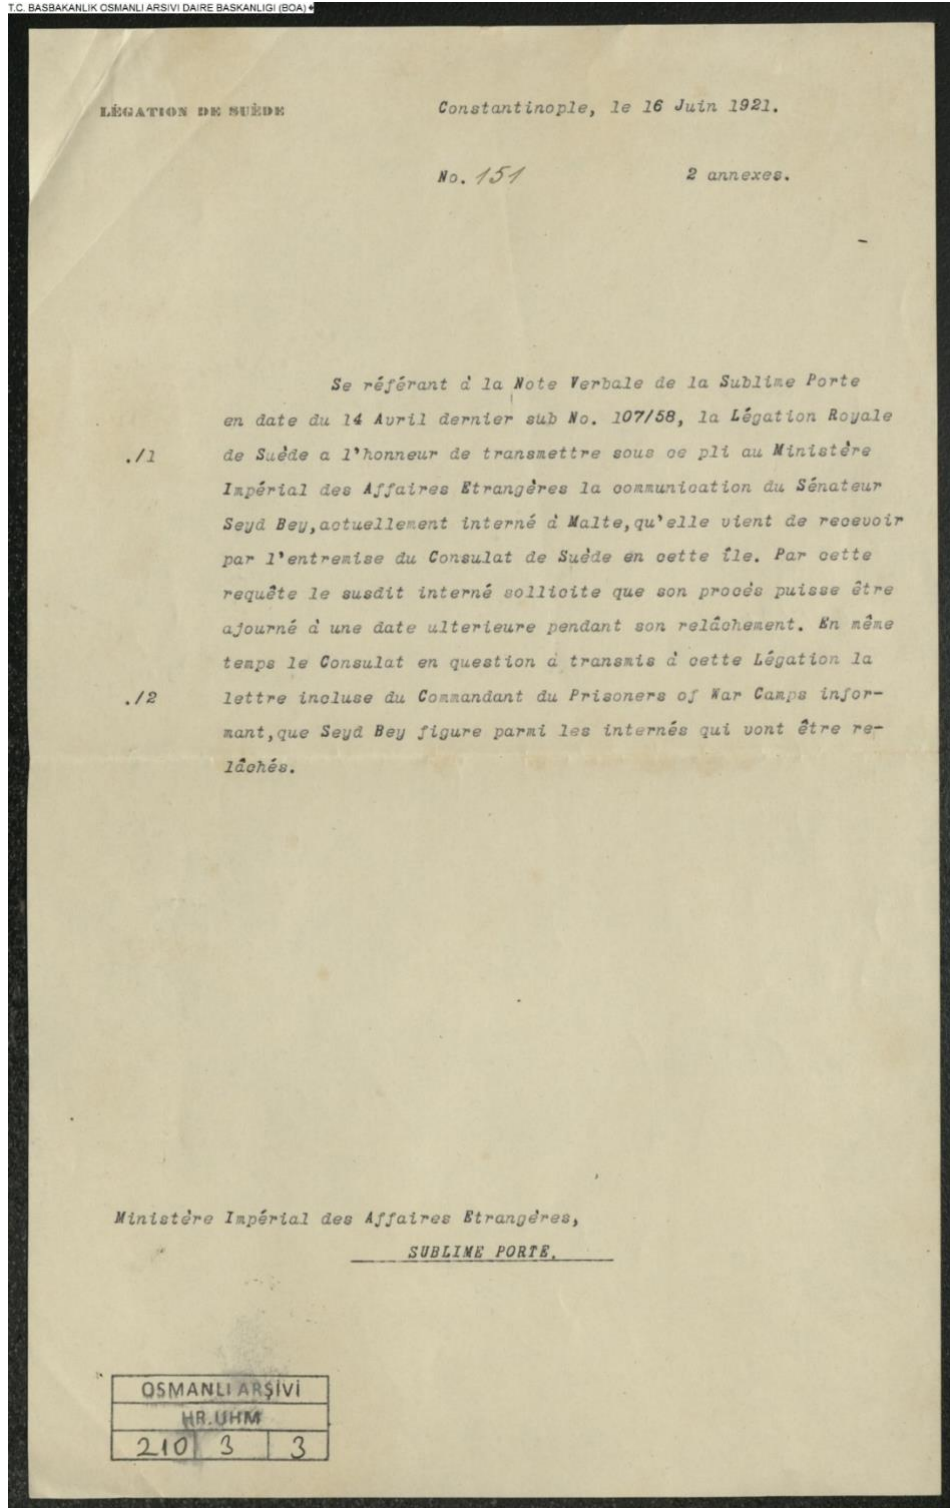 T.C. BASBAKANLIK OSMANLI ARSIVI DAIRE BASKANLIGI (BOA)
LÉGATION DE SUÈDE
Constantinople, le 16 Juin 1921.
No. 151 2 annexes.
Se référant à la Note Verbale de la Sublime Porte
en date du 14 Avril dernier sub No. 107/58, la Légation Royale
./1 de Suède a l'honneur de transmettre sous ce pli au Ministère
Impérial des Affaires Etrangères la communication du Sénateur
Seyd Bey,actuellement interné à Malte,qu'elle vient de recevoir
par l'entremise du Consulat de Suède en cette île. Par cette
requête le susdit interné sollicite que son procès puisse être
ajourné à une date ulterieure pendant son relâchement. En même
temps le Consulat en question a transmis à cette Légation la
./2 lettre incluse du Commandant du Prisoners of War Camps infor-
mant,que Seyd Bey figure parmi les internés qui vont être re-
lâchés.
Ministère Impérial des Affaires Etrangères,
SUBLIME PORTE.
OSMANLI ARŞİVİ
HR.UHM
210 3 3